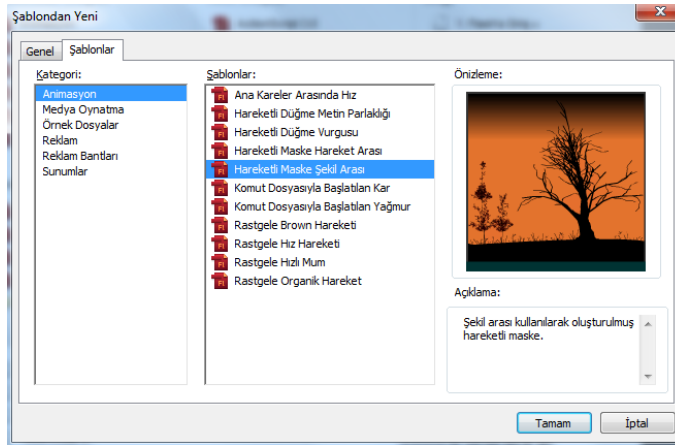 Şablondan Yeni
Genel
Şablonlar
Kategori:
Animasyon
Medya Oynatma
Örnek Dosyalar
Reklam
Reklam Bantları
Sunumlar
Şablonlar:
Ana Kareler Arasında Hız
Hareketli Düğme Metin Parlaklığı
Hareketli Düğme Vurgusu
Hareketli Maske Hareket Arası
Hareketli Maske Şekil Arası
Komut Dosyasıyla Başlatılan Kar
Komut Dosyasıyla Başlatılan Yağmur
Rastgele Brown Hareketi
Rastgele Hız Hareketi
Rastgele Hızlı Mum
Rastgele Organik Hareket
Önizleme:
Açıklama:
Şekil arası kullanılarak oluşturulmuş
hareketli maske.
Tamam
İptal